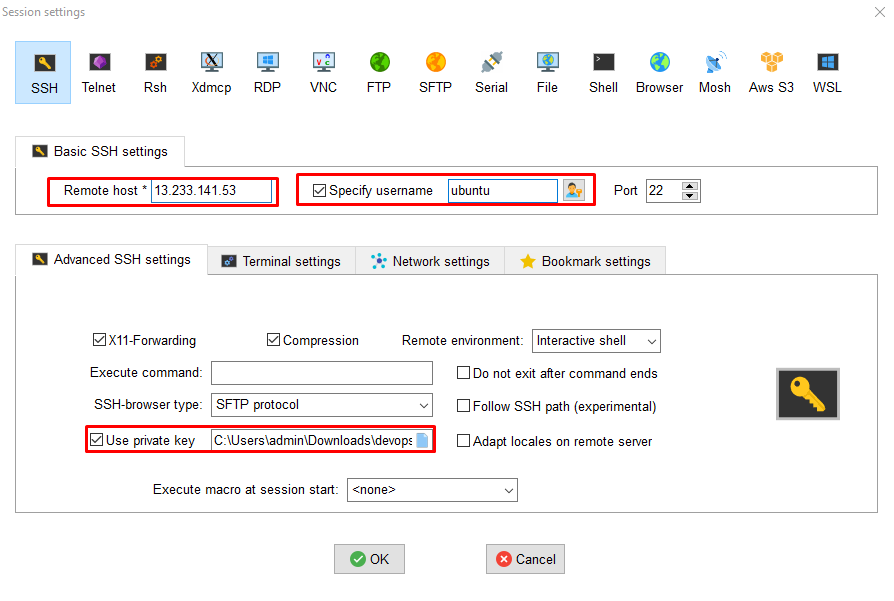 Session settings
SSH Telnet Rsh Xdmcp RDP VNC FTP SFTP Serial File Shell Browser Mosh Aws S3 WSL
Basic SSH settings
Remote host * 13.233.141.53 Specify username ubuntu Port 22
Advanced SSH settings Terminal settings Network settings Bookmark settings
X11-Forwarding Compression Remote environment: Interactive shell
Execute command: Do not exit after command ends
SSH-browser type: SFTP protocol Follow SSH path (experimental)
Use private key C:\Users\admin\Downloads\devops Adapt locales on remote server
Execute macro at session start: <none>
OK Cancel